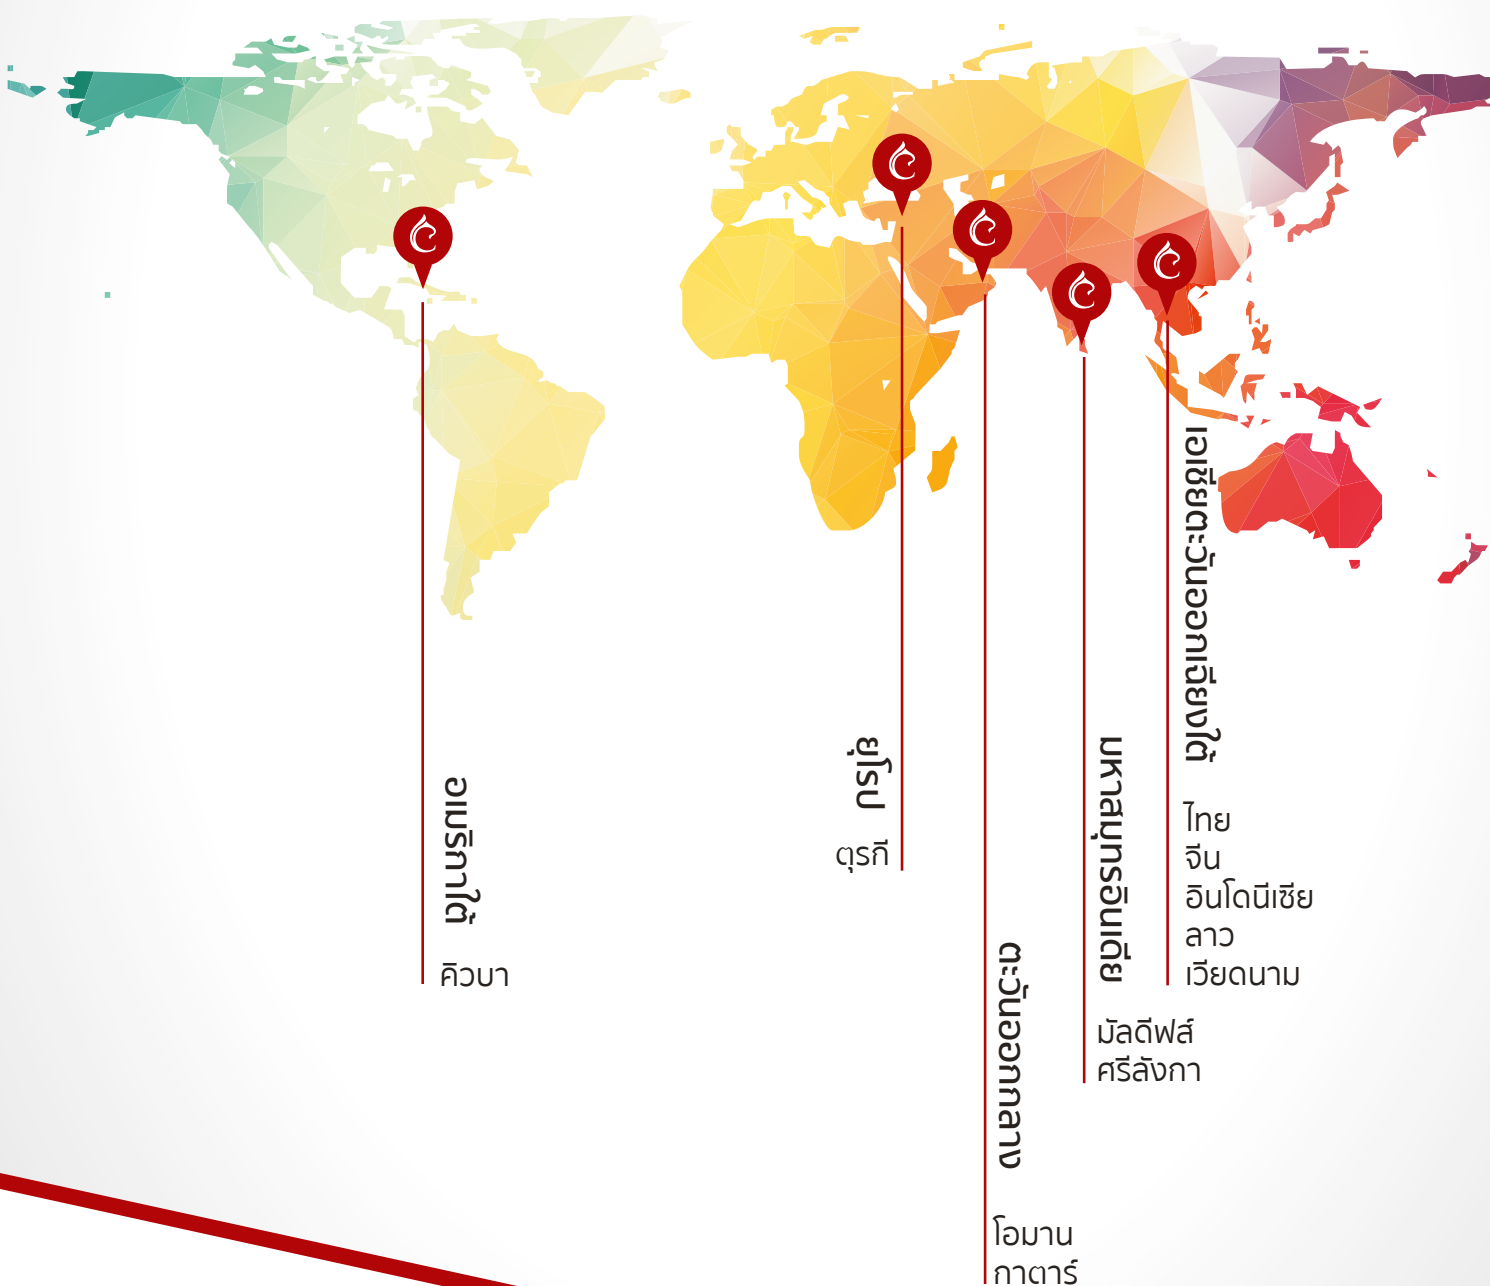 อเมริกาใต้
คิวบา
ยุโรป
ตุรกี
ตะวันออกกลาง
โอมาน
กาตาร์
มหาสมุทรอินเดีย
มัลดีฟส์
ศรีลังกา
เอเชียตะวันออกเฉียงใต้
ไทย
จีน
อินโดนีเซีย
ลาว
เวียดนาม